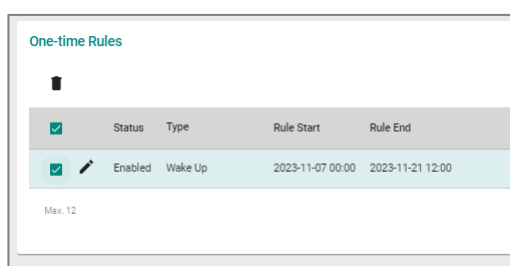 One-time Rules
Status Type Rule Start Rule End
Enabled Wake Up 2023-11-07 00:00 2023-11-21 12:00
Max. 12